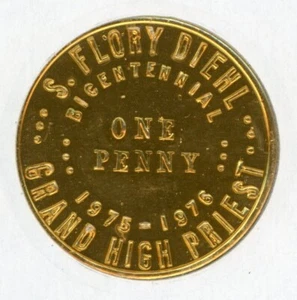 S. FLORY DIEHL
BICENTENNIAL
ONE
PENNY
1975-1976
GRAND HIGH PRIEST